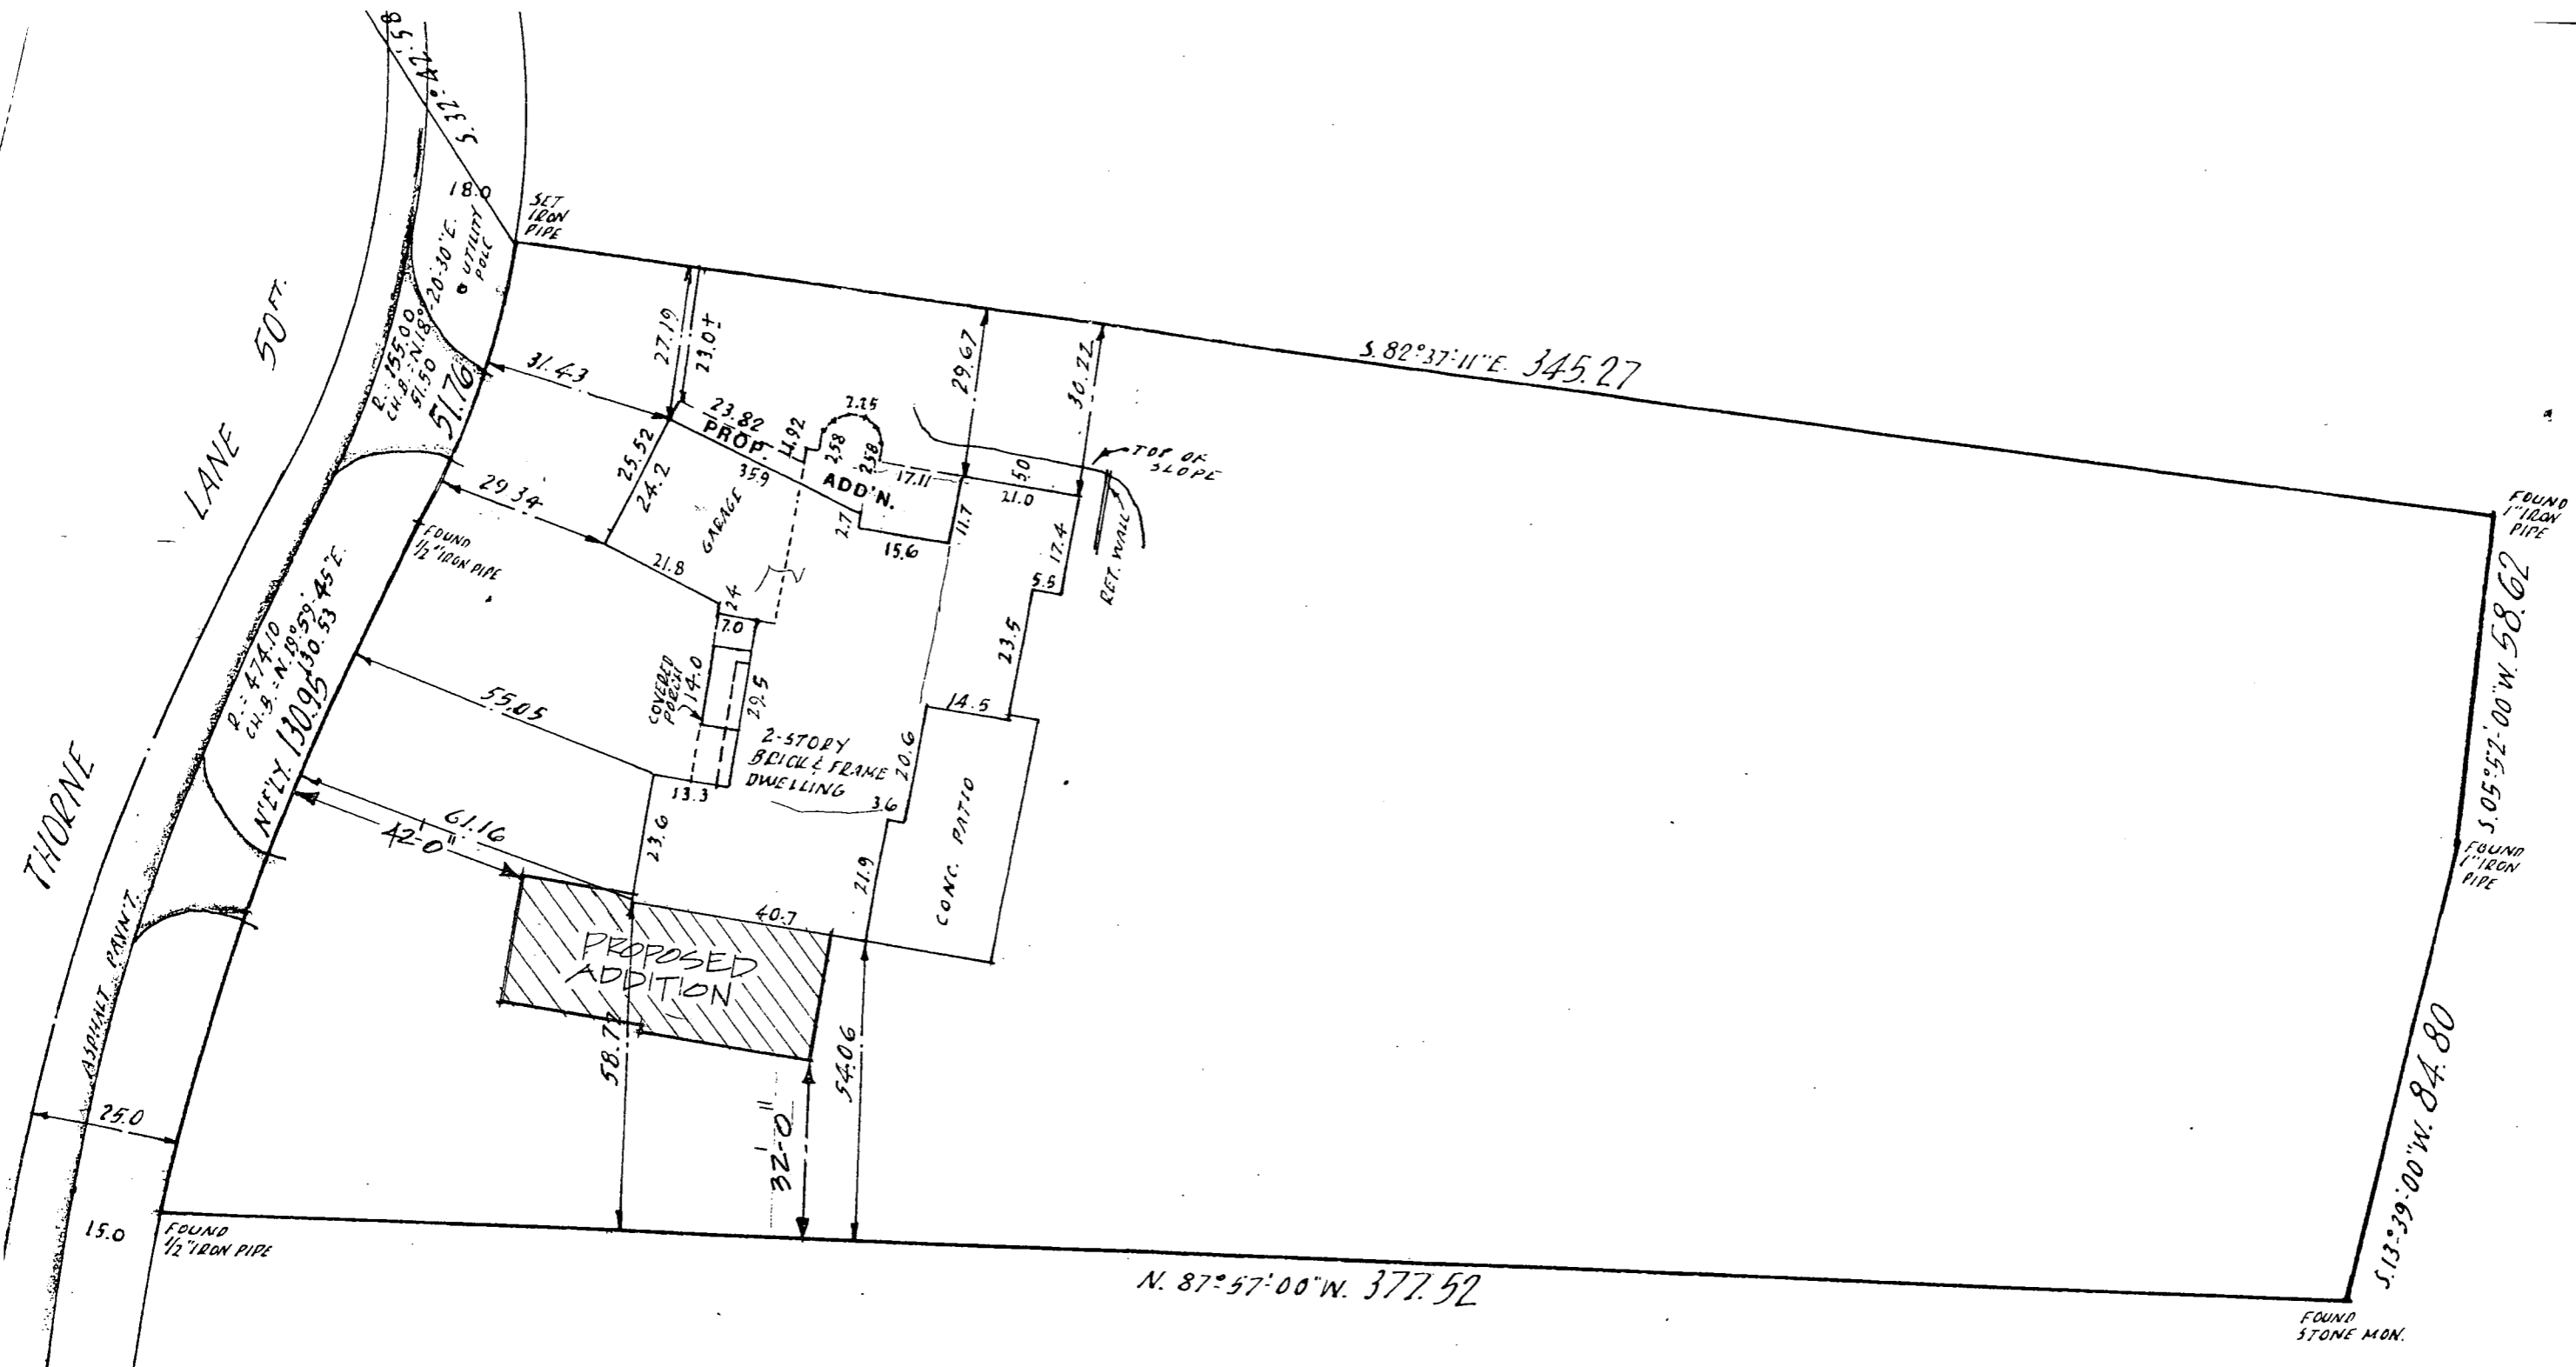 S.32°-42'-58
18.0
SET
IRON
PIPE
UTILITY
POLE
50 FT.
LANE
THORNE
R.=155.00
CH.B.=N.18°-20'-30"E.
51.50
51.76
31.43
27.19
23.0±
29.67
30.22
S. 82°37'-11"E. 345.27
23.82
PROP.
4.92
2.25
2.58
2.58
35.9
ADD'N.
17.11
5.0
21.0
TOP OF
SLOPE
RET. WALL
25.52
24.2
GARAGE
29.34
2.7
15.6
11.7
17.4
5.5
FOUND
1" IRON
PIPE
FOUND
1/2" IRON PIPE
21.8
2.4
7.0
COVERED
PORCH
14.0
29.5
23.5
14.5
R.=474.10
CH.B.=N.19°-59'-45"E.
130.53
N'ELY. 130.95
55.05
2-STORY
BRICK & FRAME
DWELLING
13.3
20.6
3.6
CONC. PATIO
S.05°52'-00"W. 58.62
FOUND
1" IRON
PIPE
61.16
42'-0"
23.6
21.9
40.7
PROPOSED
ADDITION
ASPHALT PAVM'T.
58.77
54.06
32'-0"
S.13°39'-00"W. 84.80
25.0
15.0
FOUND
1/2" IRON PIPE
N. 87°57'-00"W. 377.52
FOUND
STONE MON.